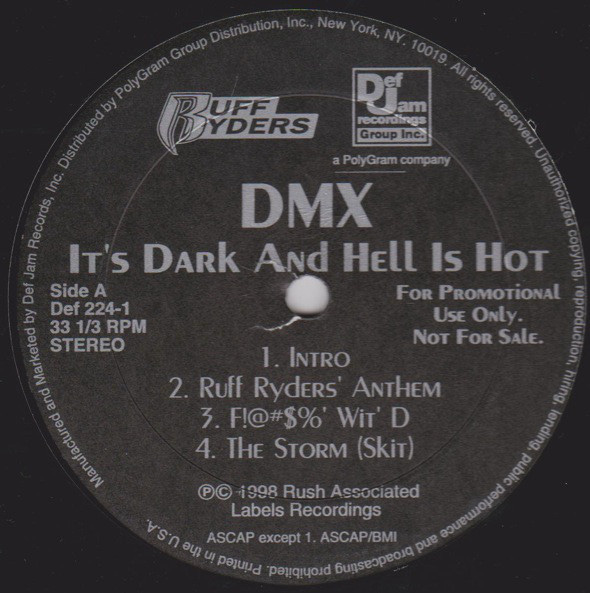 Manufactured and Marketed by Def Jam Records, Inc. Distributed by PolyGram Group Distribution, Inc., New York, NY. 10019. All rights reserved. Unauthorized copying, reproduction, hiring, lending, public performance and broadcasting prohibited. Printed in the U.S.A.
RUFF
RYDERS
Def
Jam
recordings
Group Inc.
a PolyGram company
DMX
It's Dark And Hell Is Hot
Side A
Def 224-1
33 1/3 RPM
STEREO
For Promotional
Use Only.
Not For Sale.
1. Intro
2. Ruff Ryders' Anthem
3. F!@#$%' Wit' D
4. The Storm (Skit)
℗© 1998 Rush Associated
Labels Recordings
ASCAP except 1. ASCAP/BMI